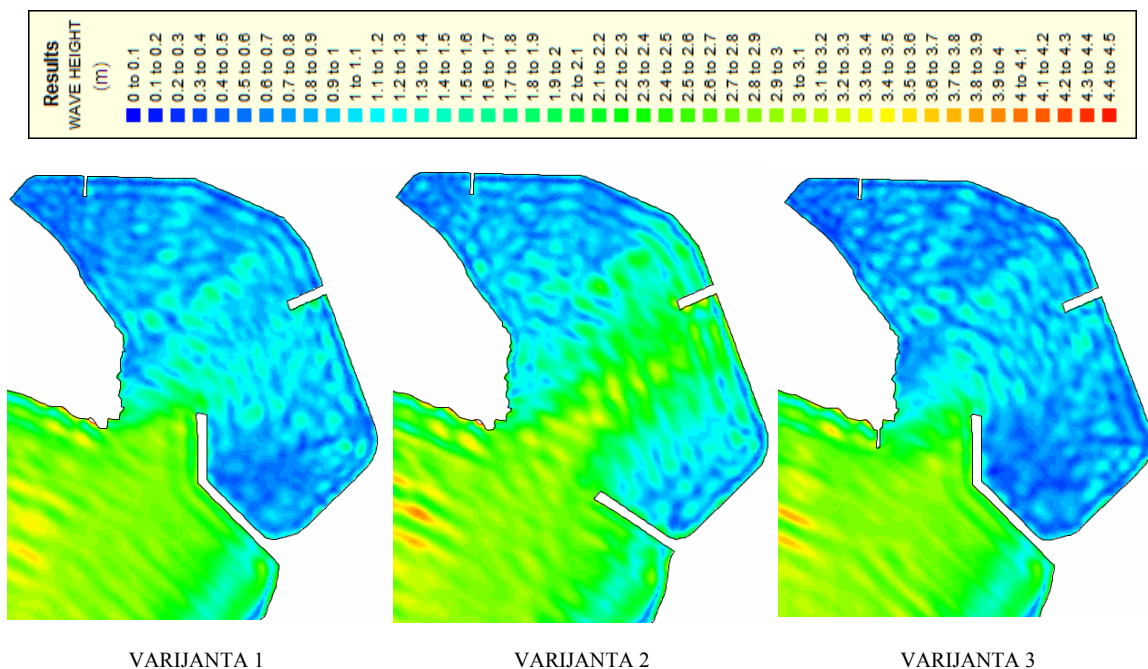 Results
WAVE HEIGHT
(m)
0 to 0.1
0.1 to 0.2
0.2 to 0.3
0.3 to 0.4
0.4 to 0.5
0.5 to 0.6
0.6 to 0.7
0.7 to 0.8
0.8 to 0.9
0.9 to 1
1 to 1.1
1.1 to 1.2
1.2 to 1.3
1.3 to 1.4
1.4 to 1.5
1.5 to 1.6
1.6 to 1.7
1.7 to 1.8
1.8 to 1.9
1.9 to 2
2 to 2.1
2.1 to 2.2
2.2 to 2.3
2.3 to 2.4
2.4 to 2.5
2.5 to 2.6
2.6 to 2.7
2.7 to 2.8
2.8 to 2.9
2.9 to 3
3 to 3.1
3.1 to 3.2
3.2 to 3.3
3.3 to 3.4
3.4 to 3.5
3.5 to 3.6
3.6 to 3.7
3.7 to 3.8
3.8 to 3.9
3.9 to 4
4 to 4.1
4.1 to 4.2
4.2 to 4.3
4.3 to 4.4
4.4 to 4.5
VARIJANTA 1
VARIJANTA 2
VARIJANTA 3